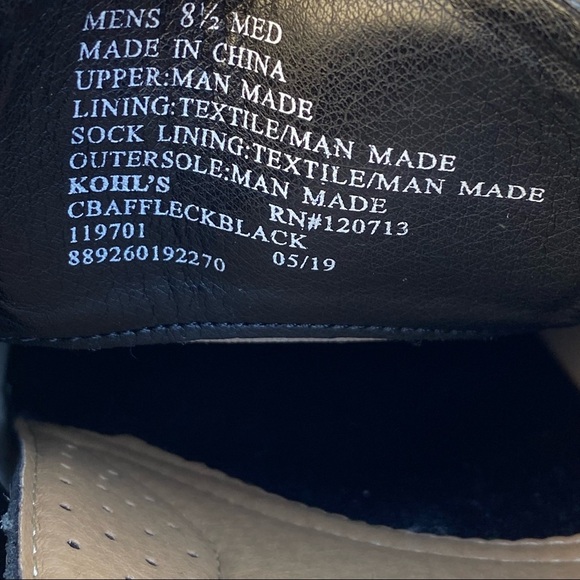 MENS 8½ MED
MADE IN CHINA
UPPER:MAN MADE
LINING:TEXTILE/MAN MADE
SOCK LINING:TEXTILE/MAN MADE
OUTERSOLE:MAN MADE
KOHL'S RN#120713
CBAFFLECKBLACK
119701
889260192270 05/19